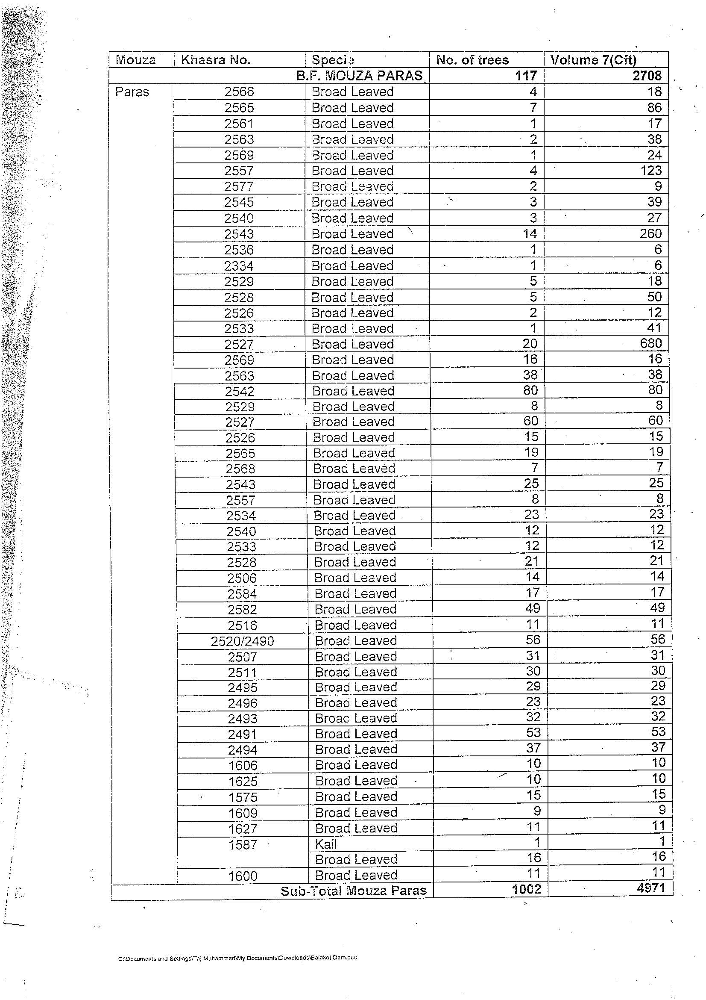 Mouza Khasra No. Specie No. of trees Volume 7(Cft)
B.F. MOUZA PARAS 117 2708
Paras 2566 Broad Leaved 4 18
2565 Broad Leaved 7 86
2561 Broad Leaved 1 17
2563 Broad Leaved 2 38
2569 Broad Leaved 1 24
2557 Broad Leaved 4 123
2577 Broad Leaved 2 9
2545 Broad Leaved 3 39
2540 Broad Leaved 3 27
2543 Broad Leaved 14 260
2536 Broad Leaved 1 6
2334 Broad Leaved 1 6
2529 Broad Leaved 5 18
2528 Broad Leaved 5 50
2526 Broad Leaved 2 12
2533 Broad Leaved 1 41
2527 Broad Leaved 20 680
2569 Broad Leaved 16 16
2563 Broad Leaved 38 38
2542 Broad Leaved 80 80
2529 Broad Leaved 8 8
2527 Broad Leaved 60 60
2526 Broad Leaved 15 15
2565 Broad Leaved 19 19
2568 Broad Leaved 7 7
2543 Broad Leaved 25 25
2557 Broad Leaved 8 8
2534 Broad Leaved 23 23
2540 Broad Leaved 12 12
2533 Broad Leaved 12 12
2528 Broad Leaved 21 21
2506 Broad Leaved 14 14
2584 Broad Leaved 17 17
2582 Broad Leaved 49 49
2516 Broad Leaved 11 11
2520/2490 Broad Leaved 56 56
2507 Broad Leaved 31 31
2511 Broad Leaved 30 30
2495 Broad Leaved 29 29
2496 Broad Leaved 23 23
2493 Broad Leaved 32 32
2491 Broad Leaved 53 53
2494 Broad Leaved 37 37
1606 Broad Leaved 10 10
1625 Broad Leaved 10 10
1575 Broad Leaved 15 15
1609 Broad Leaved 9 9
1627 Broad Leaved 11 11
1587 Kail 1 1
Broad Leaved 16 16
1600 Broad Leaved 11 11
Sub-Total Mouza Paras 1002 4971
C:\Documents and Settings\Taj Muhammad\My Documents\Downloads\Balakot Dam.doc